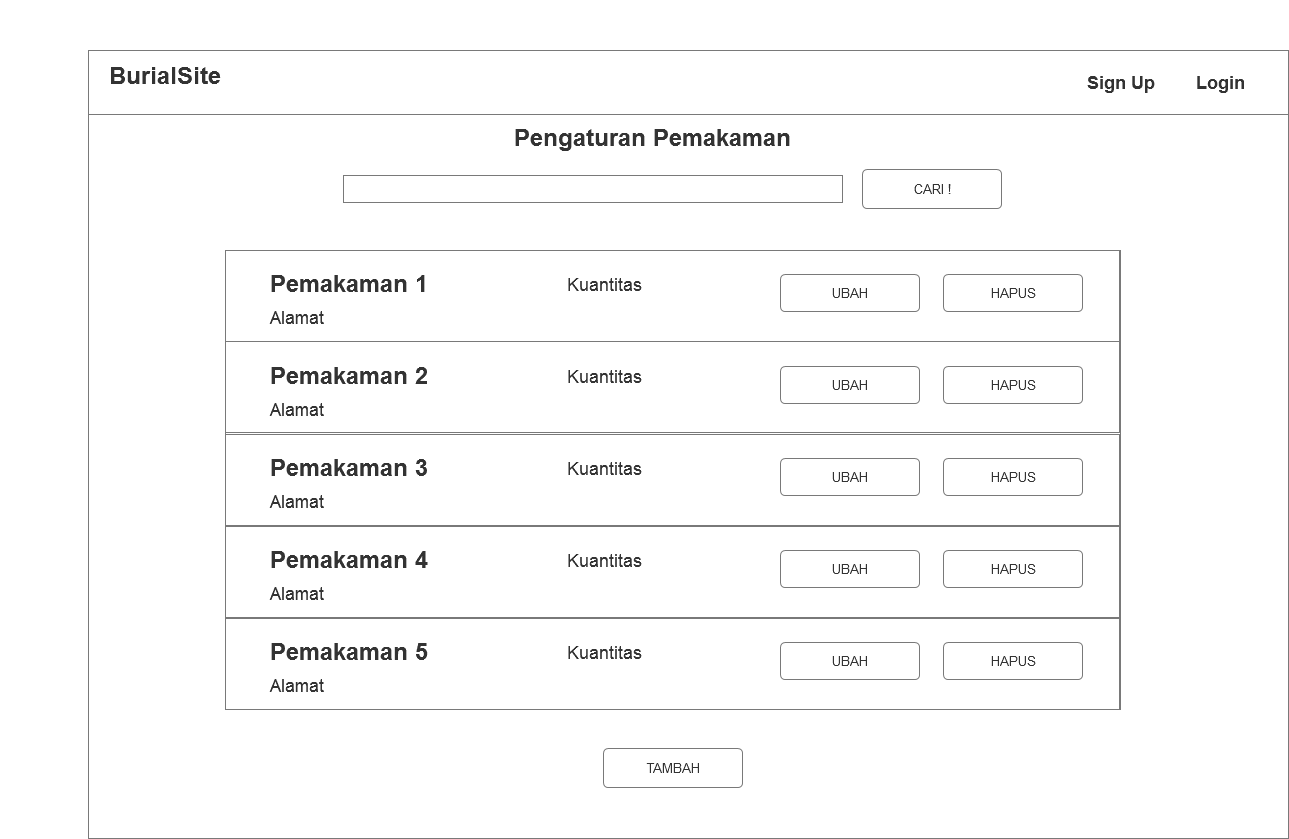 BurialSite
Sign Up Login
Pengaturan Pemakaman
CARI !
Pemakaman 1 Kuantitas UBAH HAPUS
Alamat
Pemakaman 2 Kuantitas UBAH HAPUS
Alamat
Pemakaman 3 Kuantitas UBAH HAPUS
Alamat
Pemakaman 4 Kuantitas UBAH HAPUS
Alamat
Pemakaman 5 Kuantitas UBAH HAPUS
Alamat
TAMBAH